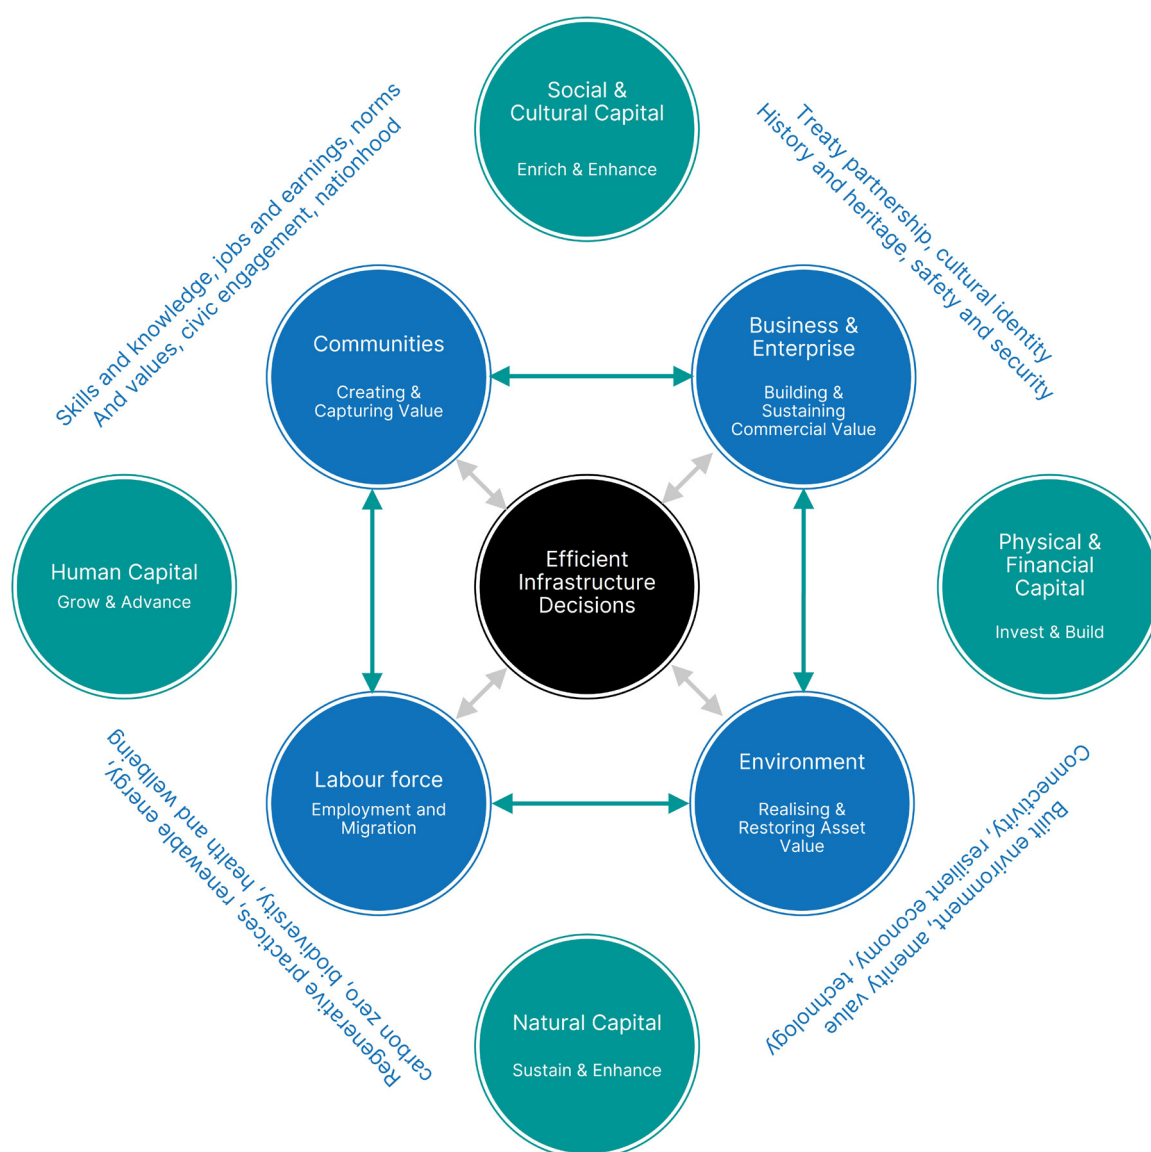 Social &
Cultural Capital
Enrich & Enhance
Skills and knowledge, jobs and earnings, norms
And values, civic engagement, nationhood
Treaty partnership, cultural identity
History and heritage, safety and security
Communities
Creating &
Capturing Value
Business &
Enterprise
Building &
Sustaining
Commercial Value
Human Capital
Grow & Advance
Efficient
Infrastructure
Decisions
Physical &
Financial
Capital
Invest & Build
Labour force
Employment and
Migration
Environment
Realising &
Restoring Asset
Value
Regenerative practices, renewable energy,
carbon zero, biodiversity, health and wellbeing
Built environment, amenity value
Connectivity, resilient economy, technology
Natural Capital
Sustain & Enhance